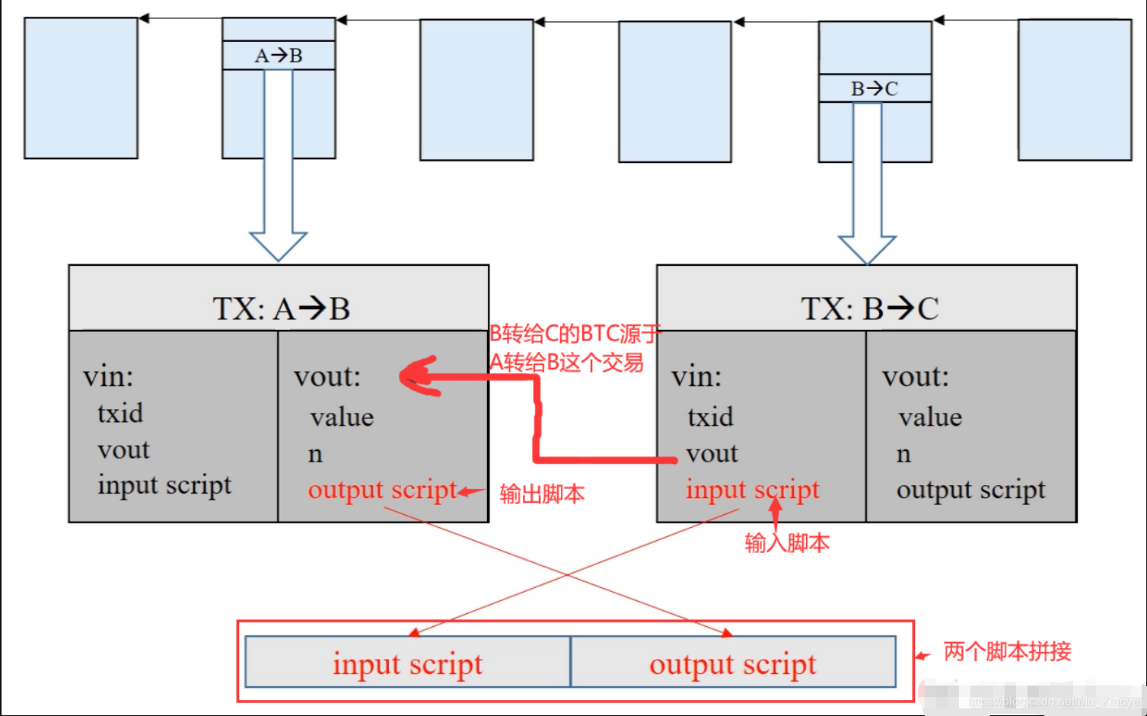 A→B
B→C
TX: A→B
TX: B→C
B转给C的BTC源于
A转给B这个交易
vin:
txid
vout
input script
vout:
value
n
output script
输出脚本
vin:
txid
vout
input script
输入脚本
vout:
value
n
output script
input script
output script
两个脚本拼接